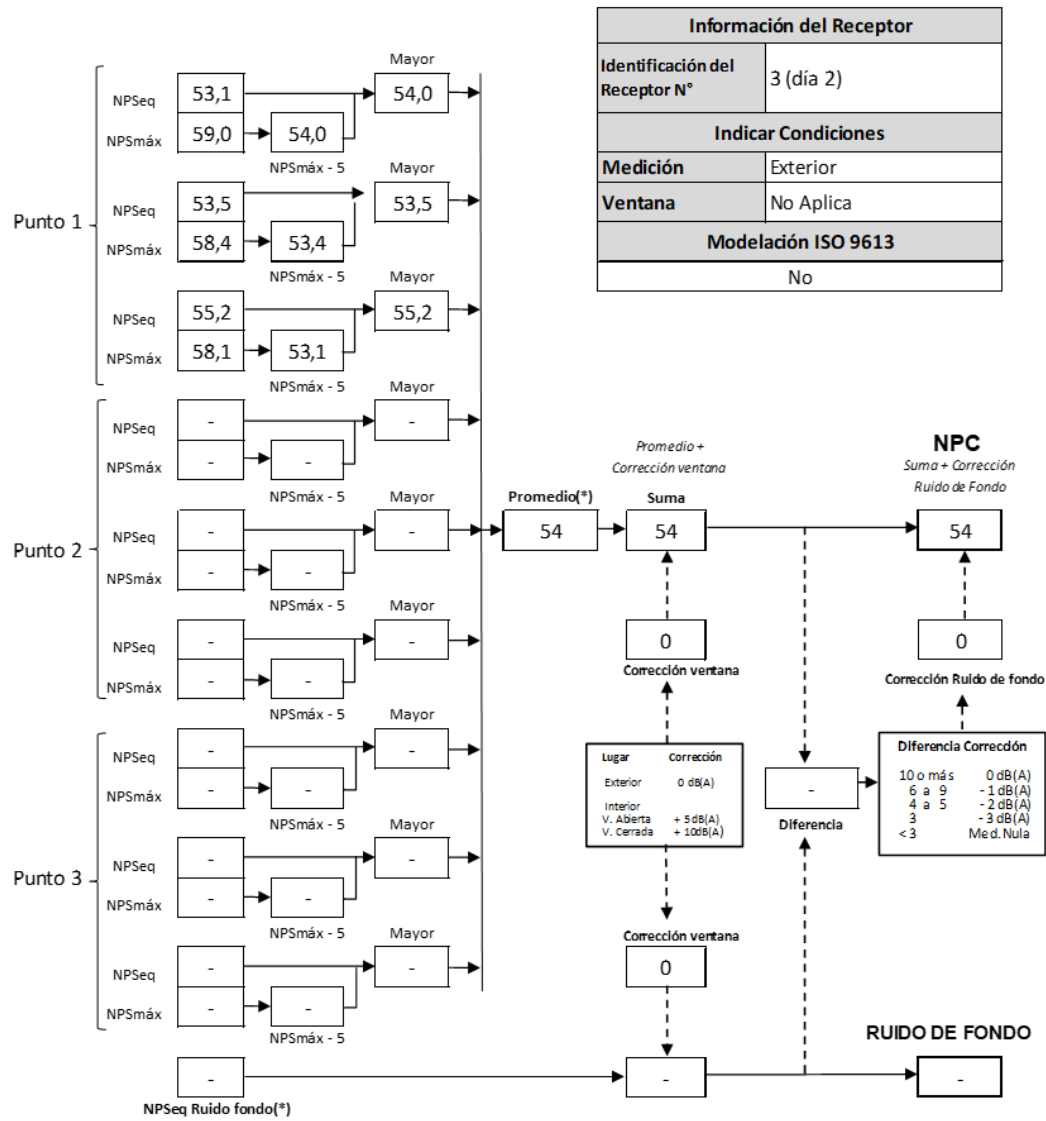 Información del Receptor
Identificación del
Receptor N°
3 (día 2)
Indicar Condiciones
Medición Exterior
Ventana No Aplica
Modelación ISO 9613
No
Punto 1
Mayor
NPSeq 53,1 54,0
NPSmáx 59,0 54,0
NPSmáx - 5 Mayor
NPSeq 53,5 53,5
NPSmáx 58,4 53,4
NPSmáx - 5 Mayor
NPSeq 55,2 55,2
NPSmáx 58,1 53,1
NPSmáx - 5 Mayor
Punto 2
NPSeq - -
NPSmáx - -
NPSmáx - 5 Mayor
NPSeq - -
NPSmáx - -
NPSmáx - 5 Mayor
NPSeq - -
NPSmáx - -
NPSmáx - 5 Mayor
Punto 3
NPSeq - -
NPSmáx - -
NPSmáx - 5 Mayor
NPSeq - -
NPSmáx - -
NPSmáx - 5 Mayor
NPSeq - -
NPSmáx - -
NPSmáx - 5
-
NPSeq Ruido fondo(*)
Promedio(*)
54
Promedio +
Corrección ventana
Suma
54
0
Corrección ventana
Lugar Corrección
Exterior 0 dB(A)
Interior
V. Abierta + 5 dB(A)
V. Cerrada + 10dB(A)
Corrección ventana
0
-
-
Diferencia
NPC
Suma + Corrección
Ruido de Fondo
54
0
Corrección Ruido de fondo
Diferencia Corrección
10 o más 0 dB(A)
6 a 9 - 1 dB(A)
4 a 5 - 2 dB(A)
3 - 3 dB(A)
< 3 Med. Nula
RUIDO DE FONDO
-